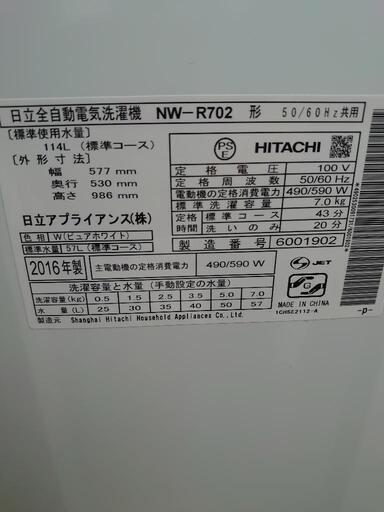 日立全自動電気洗濯機 NW-R702 形 50/60Hz共用
〔標準使用水量〕
114L (標準コース)
〔外形寸法〕
幅 577 mm
奥行 530 mm
高さ 986 mm
日立アプライアンス(株)
色相 W(ピュアホワイト)
標準水量 57L (標準コース)
PS E HITACHI
定格電圧 100 V
定格周波数 50/60 Hz
電動機の定格消費電力 490/590 W
標準洗濯容量 7.0 kg
定格 標準コース 43 分
時間 洗いのみ 20 分
製造番号 6001902
2016年製 主電動機の定格消費電力 490/590 W
洗濯容量と水量 (手動設定の水量)
洗濯容量(kg) 0.5 1.5 2.5 3.5 5.0 7.0
水量(L) 25 30 35 40 50 57
製造元 Shanghai Hitachi Household Appliances Co.,Ltd.
S JET
G
MADE IN CHINA
1CHSE2112-A
-p-